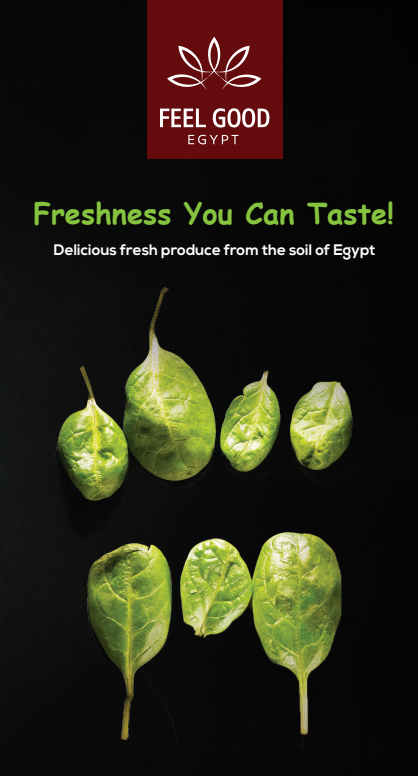 FEEL GOOD
EGYPT
Freshness You Can Taste!
Delicious fresh produce from the soil of Egypt